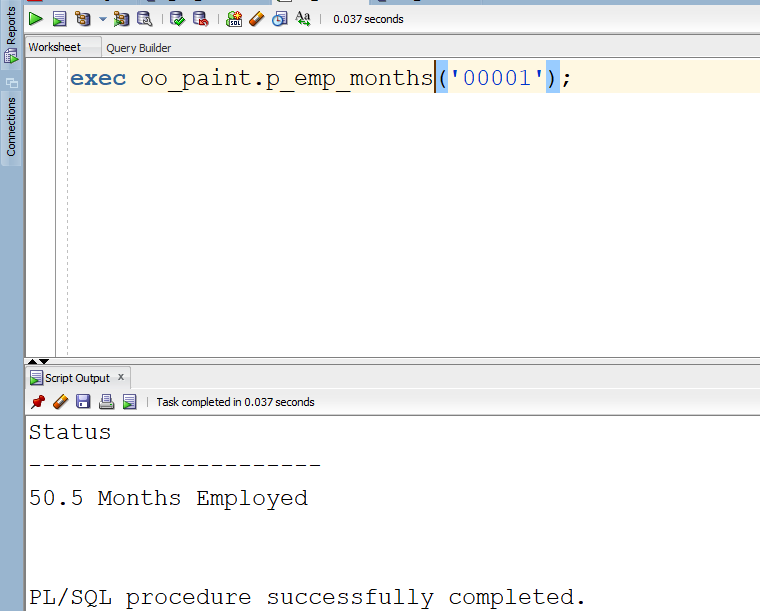 0.037 seconds
Worksheet
Query Builder
Reports
Connections
exec oo_paint.p_emp_months('00001');
Script Output x
Task completed in 0.037 seconds
Status
---------------------
50.5 Months Employed
PL/SQL procedure successfully completed.